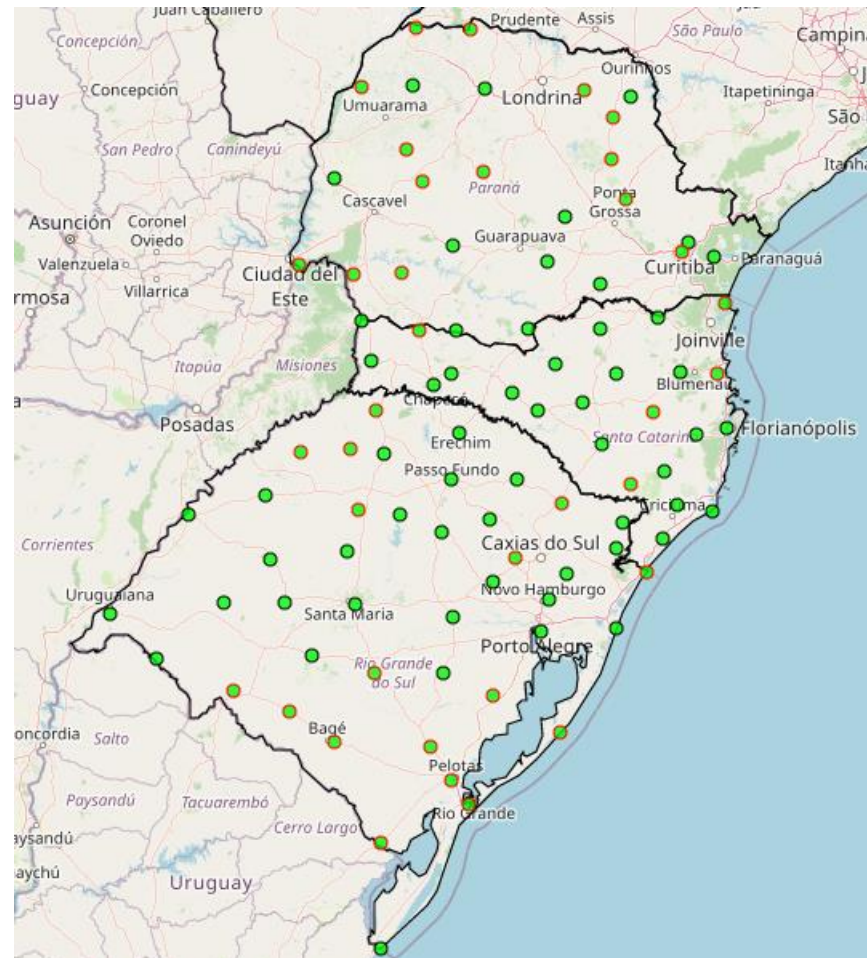 Juan Caballero
Prudente
Assis
São Paulo
Campin
Concepción
Ourinhos
Concepción
guay
Londrina
Itapetininga
Umuarama
São
San Pedro
Canindeyú
Itanh
Paraná
Cascavel
Ponta
Grossa
Asunción
Coronel
Oviedo
Guarapuava
Valenzuela
Curitiba
Paranaguá
Ciudad del
Este
Villarrica
rmosa
Joinville
Itapúa
Misiones
Blumenau
Chapecó
Posadas
Erechim
Santa Catarin
Florianópolis
Passo Fundo
Criciúma
Corrientes
Caxias do Sul
Uruguaiana
Novo Hamburgo
Santa Maria
Porto Alegre
Rio Grande
do Sul
oncordia
Salto
Bagé
Pelotas
Paysandú
Tacuarembó
Rio Grande
aysandú
Cerro Largo
aychú
Uruguay